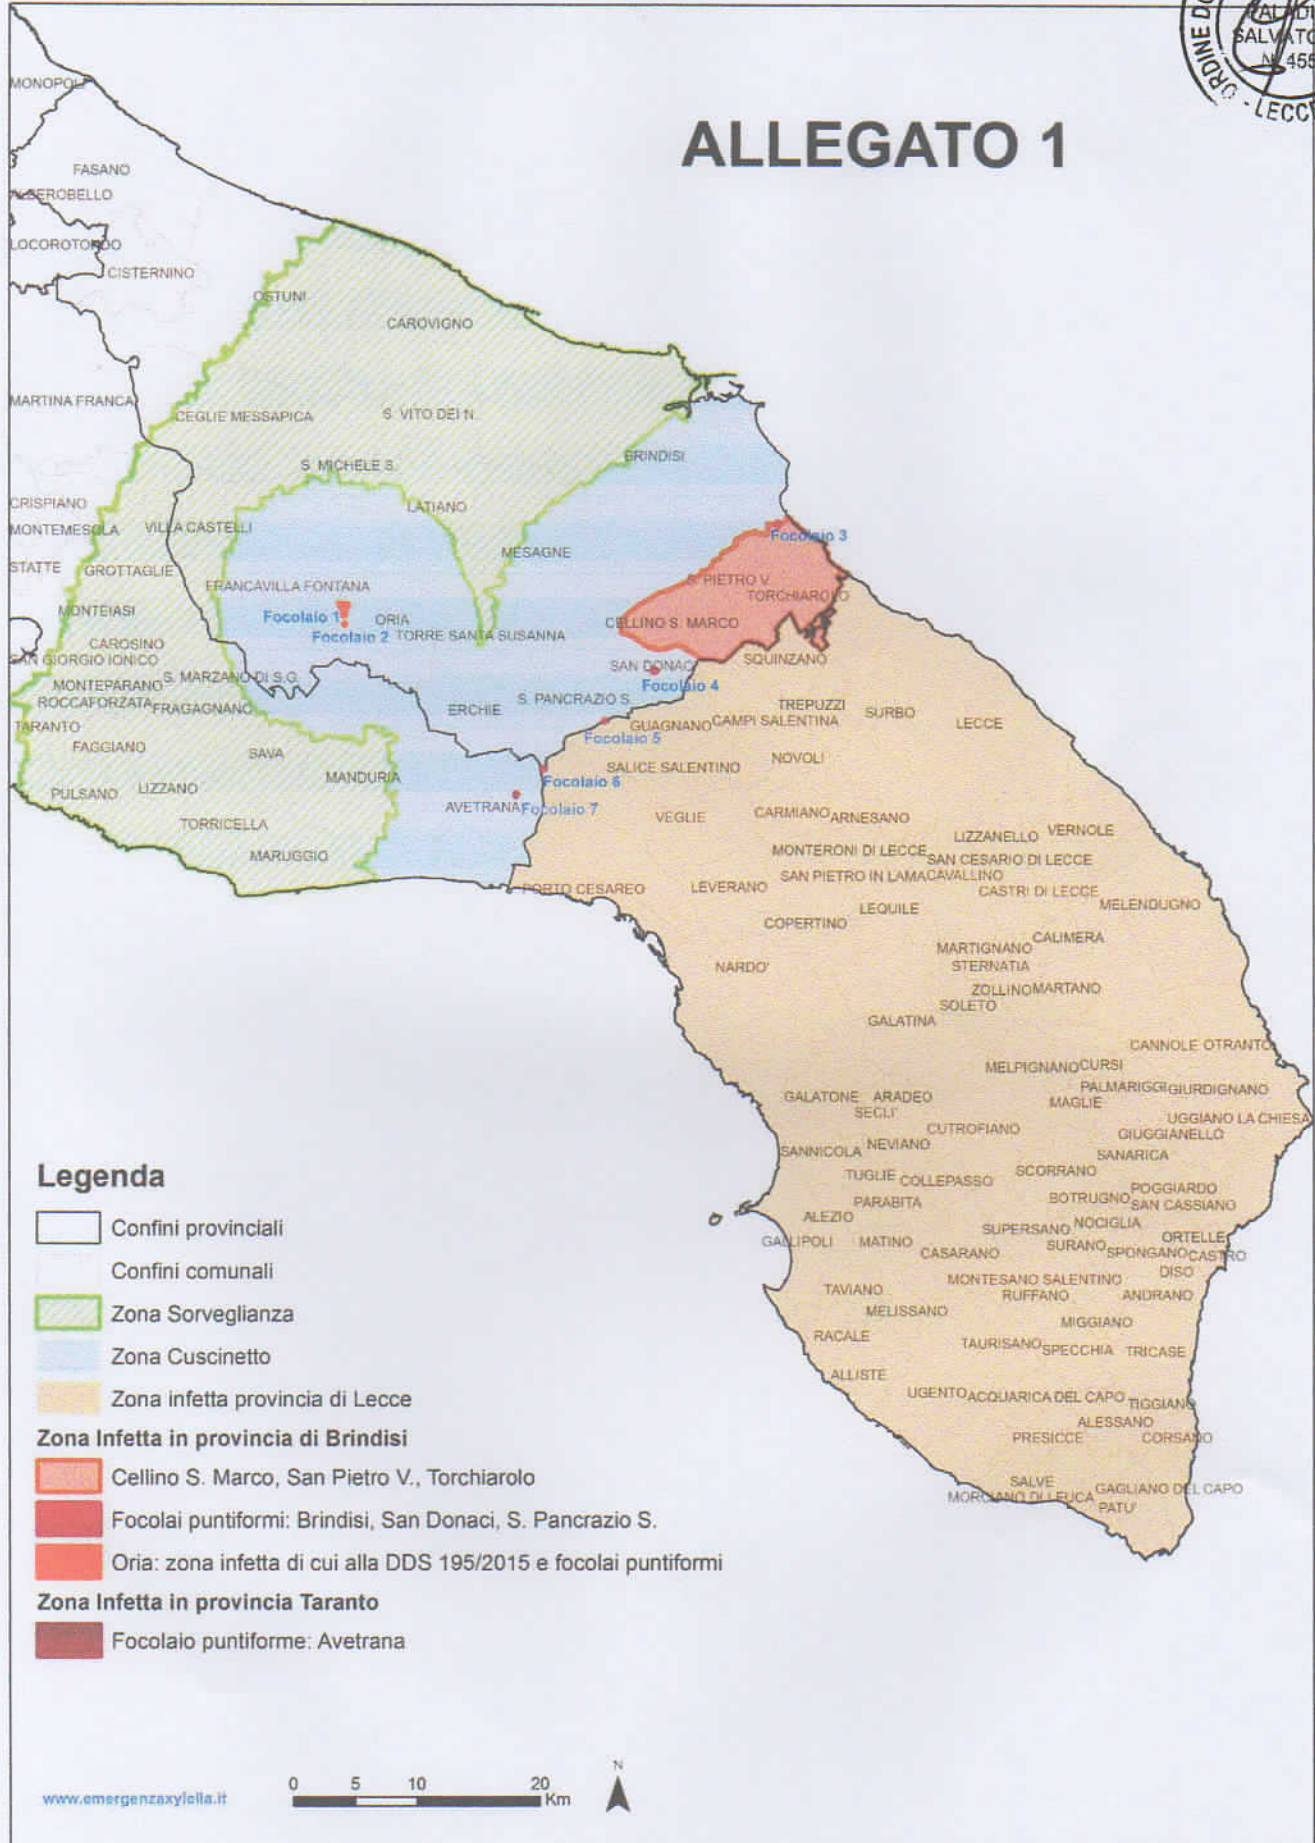 ORDINE DO
PALADI
SALVATO
N. 455
- LECC
ALLEGATO 1
MONOPOLI
FASANO
ALBEROBELLO
LOCOROTONDO
CISTERNINO
OSTUNI
CAROVIGNO
MARTINA FRANCA
CEGLIE MESSAPICA
S. VITO DEI N.
BRINDISI
S. MICHELE S.
LATIANO
CRISPIANO
MONTEMESOLA
VILLA CASTELLI
Focolaio 3
MESAGNE
STATTE
GROTTAGLIE
FRANCAVILLA FONTANA
S. PIETRO V.
TORCHIAROLO
MONTEIASI
Focolaio 1
ORIA
CELLINO S. MARCO
Focolaio 2
TORRE SANTA SUSANNA
CAROSINO
SAN GIORGIO IONICO
SAN DONACI
SQUINZANO
MONTEPARANO
S. MARZANO DI S.G.
Focolaio 4
ROCCAFORZATA
FRAGAGNANO
ERCHIE
S. PANCRAZIO S.
TREPUZZI
SURBO
LECCE
TARANTO
GUAGNANO
CAMPI SALENTINA
FAGGIANO
SAVA
Focolaio 5
NOVOLI
MANDURIA
SALICE SALENTINO
PULSANO
LIZZANO
Focolaio 6
AVETRANA
Focolaio 7
TORRICELLA
VEGLIE
CARMIANO
ARNESANO
MARUGGIO
LIZZANELLO
VERNOLE
MONTERONI DI LECCE
SAN CESARIO DI LECCE
SAN PIETRO IN LAMA
CAVALLINO
PORTO CESAREO
LEVERANO
CASTRI DI LECCE
MELENDUGNO
LEQUILE
COPERTINO
CALIMERA
MARTIGNANO
STERNATIA
NARDO'
ZOLLINO
MARTANO
SOLETO
GALATINA
CANNOLE
OTRANTO
MELPIGNANO
CURSI
PALMARIGGI
GIURDIGNANO
GALATONE
ARADEO
MAGLIE
SECLI'
UGGIANO LA CHIESA
CUTROFIANO
GIUGGIANELLO
NEVIANO
SANNICOLA
SANARICA
SCORRANO
TUGLIE
COLLEPASSO
POGGIARDO
BOTRUGNO
SAN CASSIANO
PARABITA
ALEZIO
NOCIGLIA
SUPERSANO
GALLIPOLI
MATINO
ORTELLE
SURANO
SPONGANO
CASTRO
CASARANO
DISO
MONTESANO SALENTINO
TAVIANO
RUFFANO
ANDRANO
MELISSANO
MIGGIANO
RACALE
TAURISANO
SPECCHIA
TRICASE
ALLISTE
UGENTO
ACQUARICA DEL CAPO
TIGGIANO
ALESSANO
PRESICCE
CORSANO
SALVE
GAGLIANO DEL CAPO
MORCIANO DI LEUCA
PATU'
Legenda
Confini provinciali
Confini comunali
Zona Sorveglianza
Zona Cuscinetto
Zona infetta provincia di Lecce
Zona Infetta in provincia di Brindisi
Cellino S. Marco, San Pietro V., Torchiarolo
Focolai puntiformi: Brindisi, San Donaci, S. Pancrazio S.
Oria: zona infetta di cui alla DDS 195/2015 e focolai puntiformi
Zona Infetta in provincia Taranto
Focolaio puntiforme: Avetrana
www.emergenzaxylella.it
0 5 10 20
Km
N